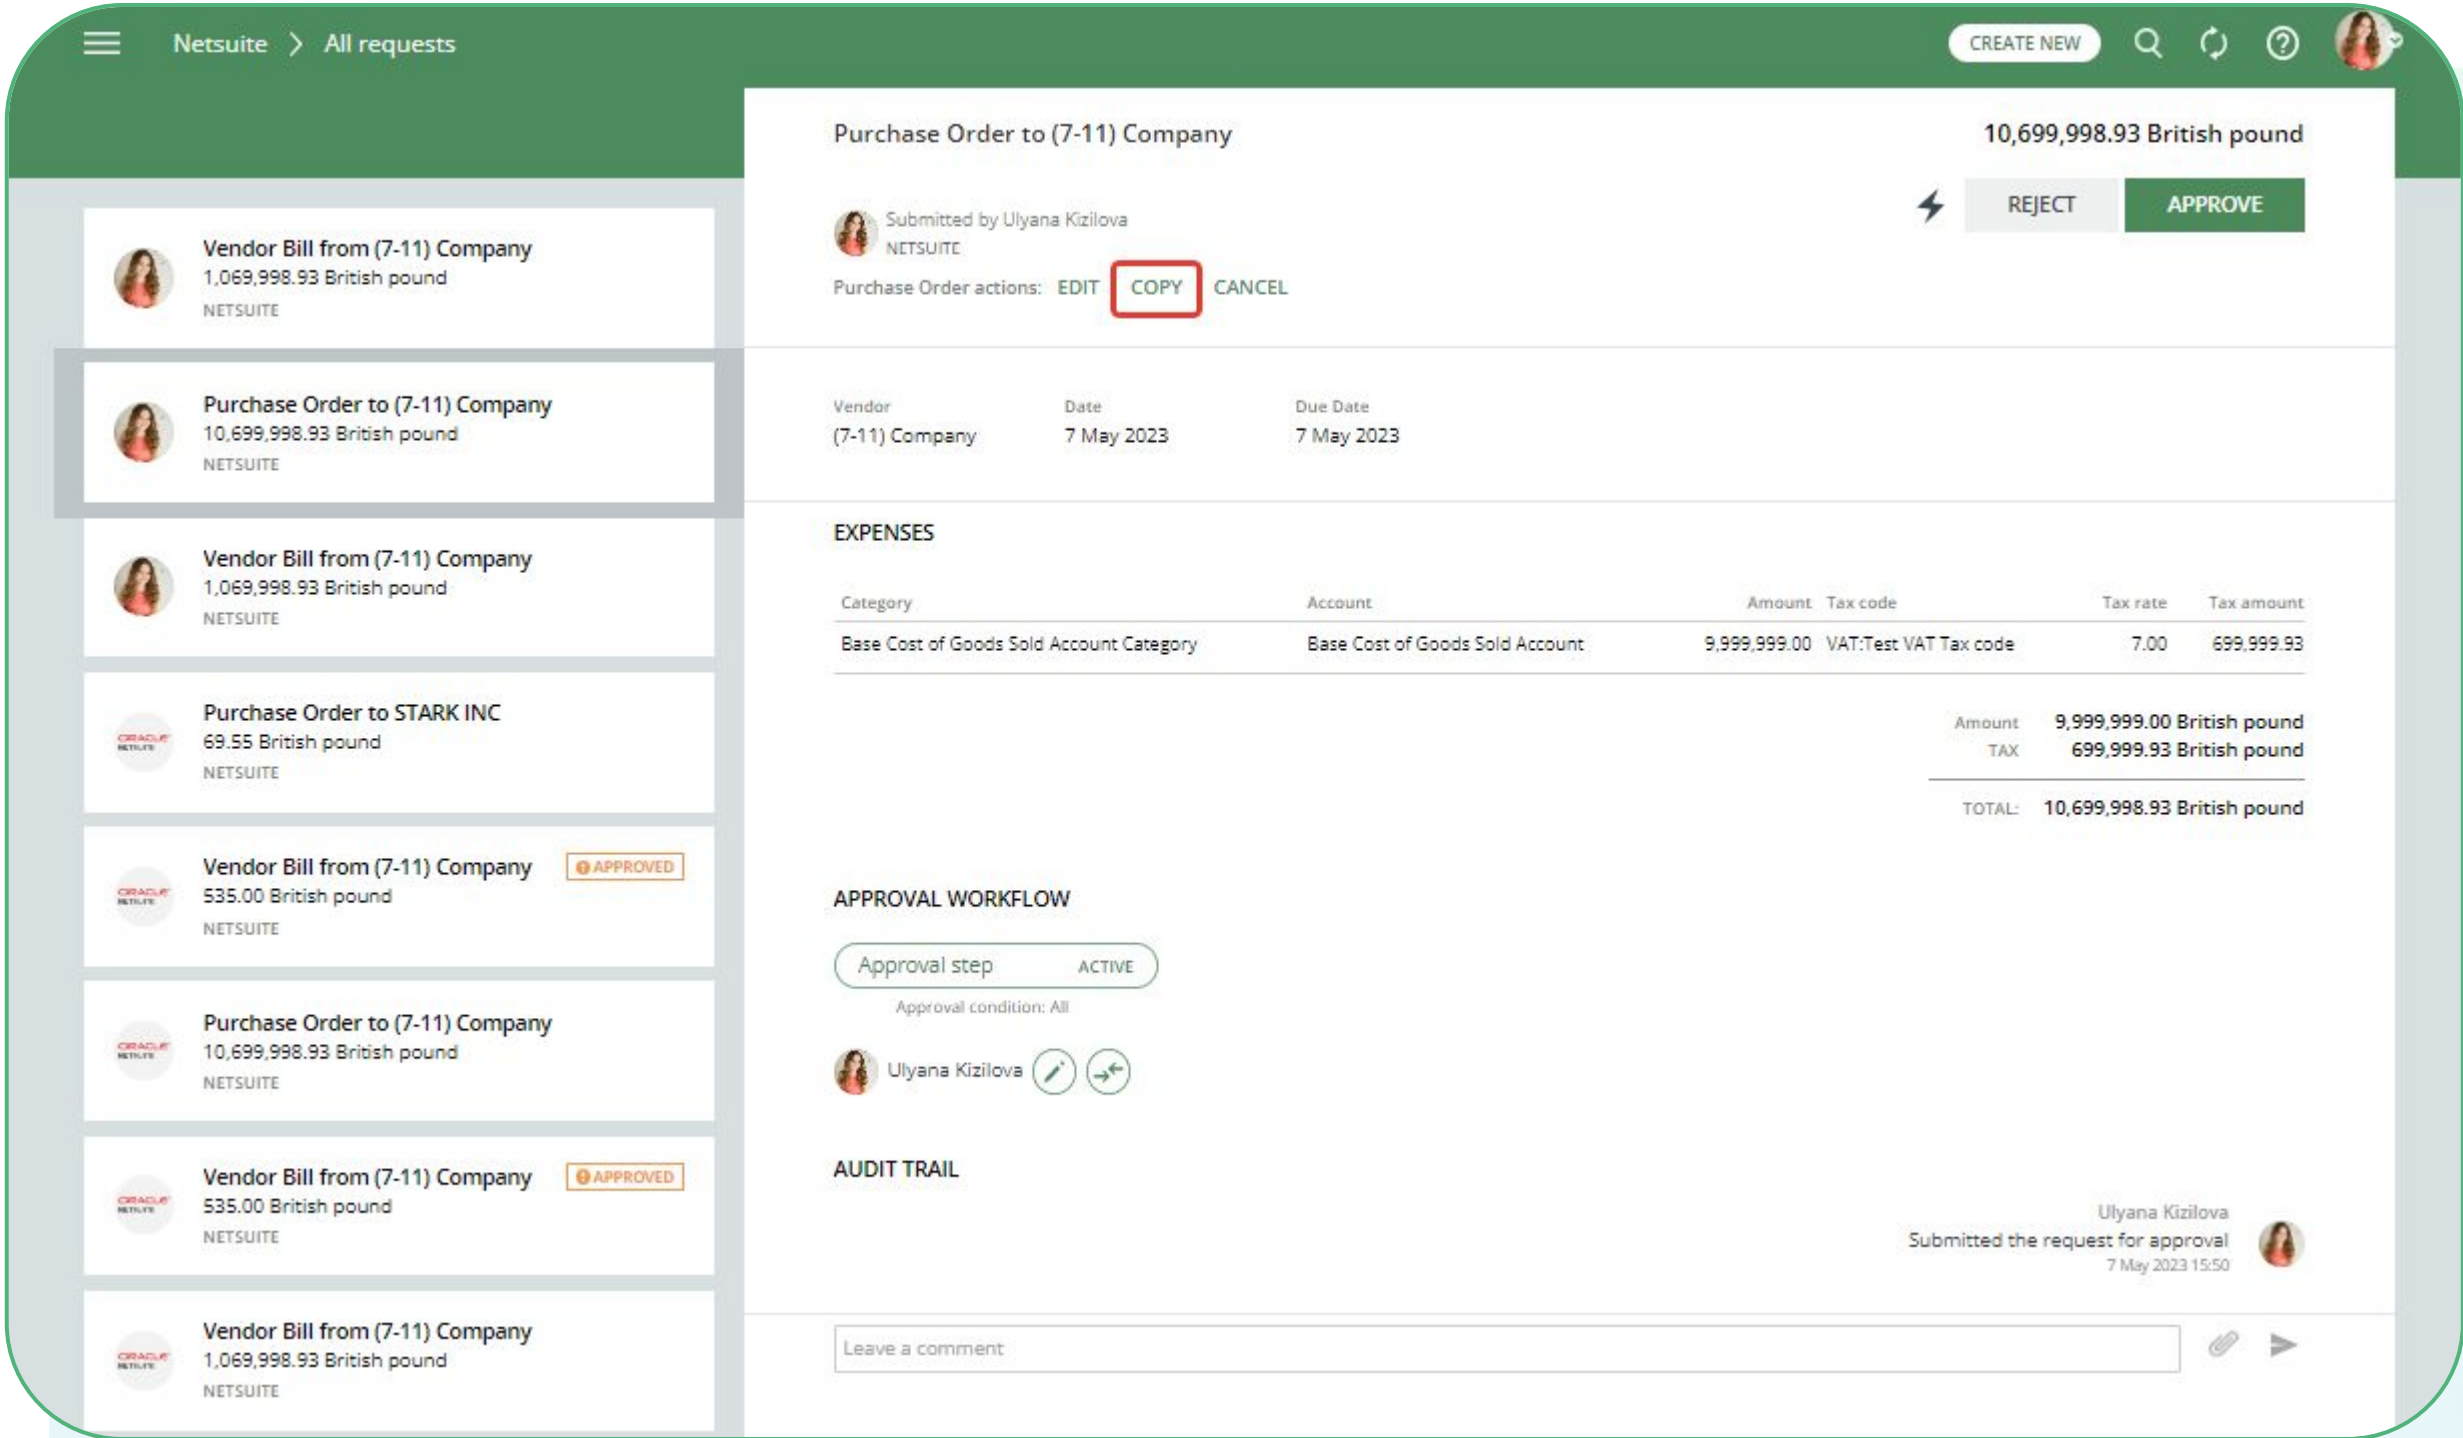 Netsuite > All requests
CREATE NEW
Vendor Bill from (7-11) Company
1,069,998.93 British pound
NETSUITE
Purchase Order to (7-11) Company
10,699,998.93 British pound
NETSUITE
Vendor Bill from (7-11) Company
1,069,998.93 British pound
NETSUITE
Purchase Order to STARK INC
69.55 British pound
NETSUITE
ORACLE
NETSUITE
Vendor Bill from (7-11) Company
APPROVED
535.00 British pound
NETSUITE
ORACLE
NETSUITE
Purchase Order to (7-11) Company
10,699,998.93 British pound
NETSUITE
ORACLE
NETSUITE
Vendor Bill from (7-11) Company
APPROVED
535.00 British pound
NETSUITE
ORACLE
NETSUITE
Vendor Bill from (7-11) Company
1,069,998.93 British pound
NETSUITE
ORACLE
NETSUITE
Purchase Order to (7-11) Company
10,699,998.93 British pound
Submitted by Ulyana Kizilova
NETSUITE
REJECT
APPROVE
Purchase Order actions: EDIT COPY CANCEL
Vendor Date Due Date
(7-11) Company 7 May 2023 7 May 2023
EXPENSES
Category Account Amount Tax code Tax rate Tax amount
Base Cost of Goods Sold Account Category Base Cost of Goods Sold Account 9,999,999.00 VAT:Test VAT Tax code 7.00 699,999.93
Amount 9,999,999.00 British pound
TAX 699,999.93 British pound
TOTAL: 10,699,998.93 British pound
APPROVAL WORKFLOW
Approval step ACTIVE
Approval condition: All
Ulyana Kizilova
AUDIT TRAIL
Ulyana Kizilova
Submitted the request for approval
7 May 2023 15:50
Leave a comment